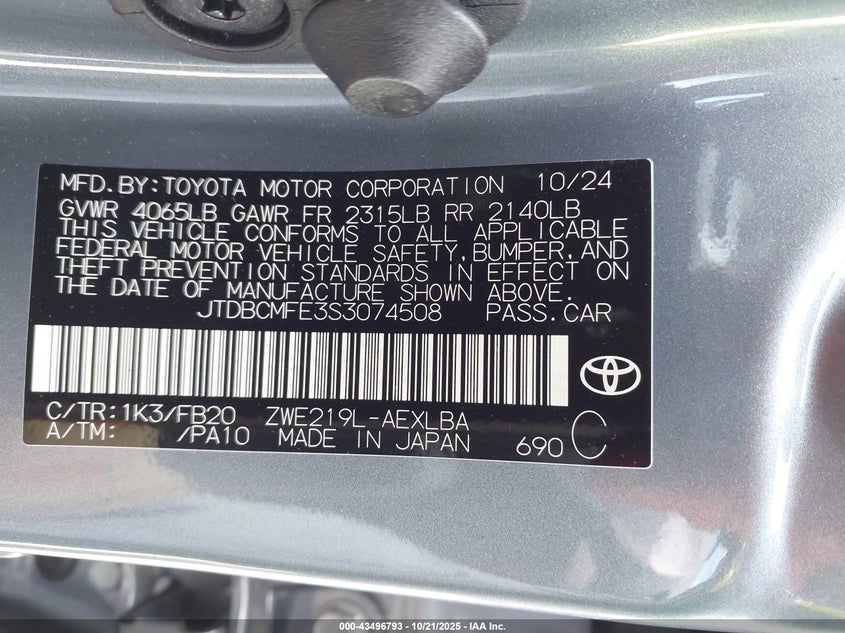 MFD.BY:TOYOTA MOTOR CORPORATION 10/24
GVWR 4065LB GAWR FR 2315LB RR 2140LB
THIS VEHICLE CONFORMS TO ALL APPLICABLE
FEDERAL MOTOR VEHICLE SAFETY,BUMPER,AND
THEFT PREVENTION STANDARDS IN EFFECT ON
THE DATE OF MANUFACTURE SHOWN ABOVE.
JTDBCMFE3S3074508 PASS.CAR
C/TR:1K3/FB20 ZWE219L-AEXLBA
A/TM: /PA10 MADE IN JAPAN 690 C
000-43496793 - 10/21/2025 - IAA Inc.